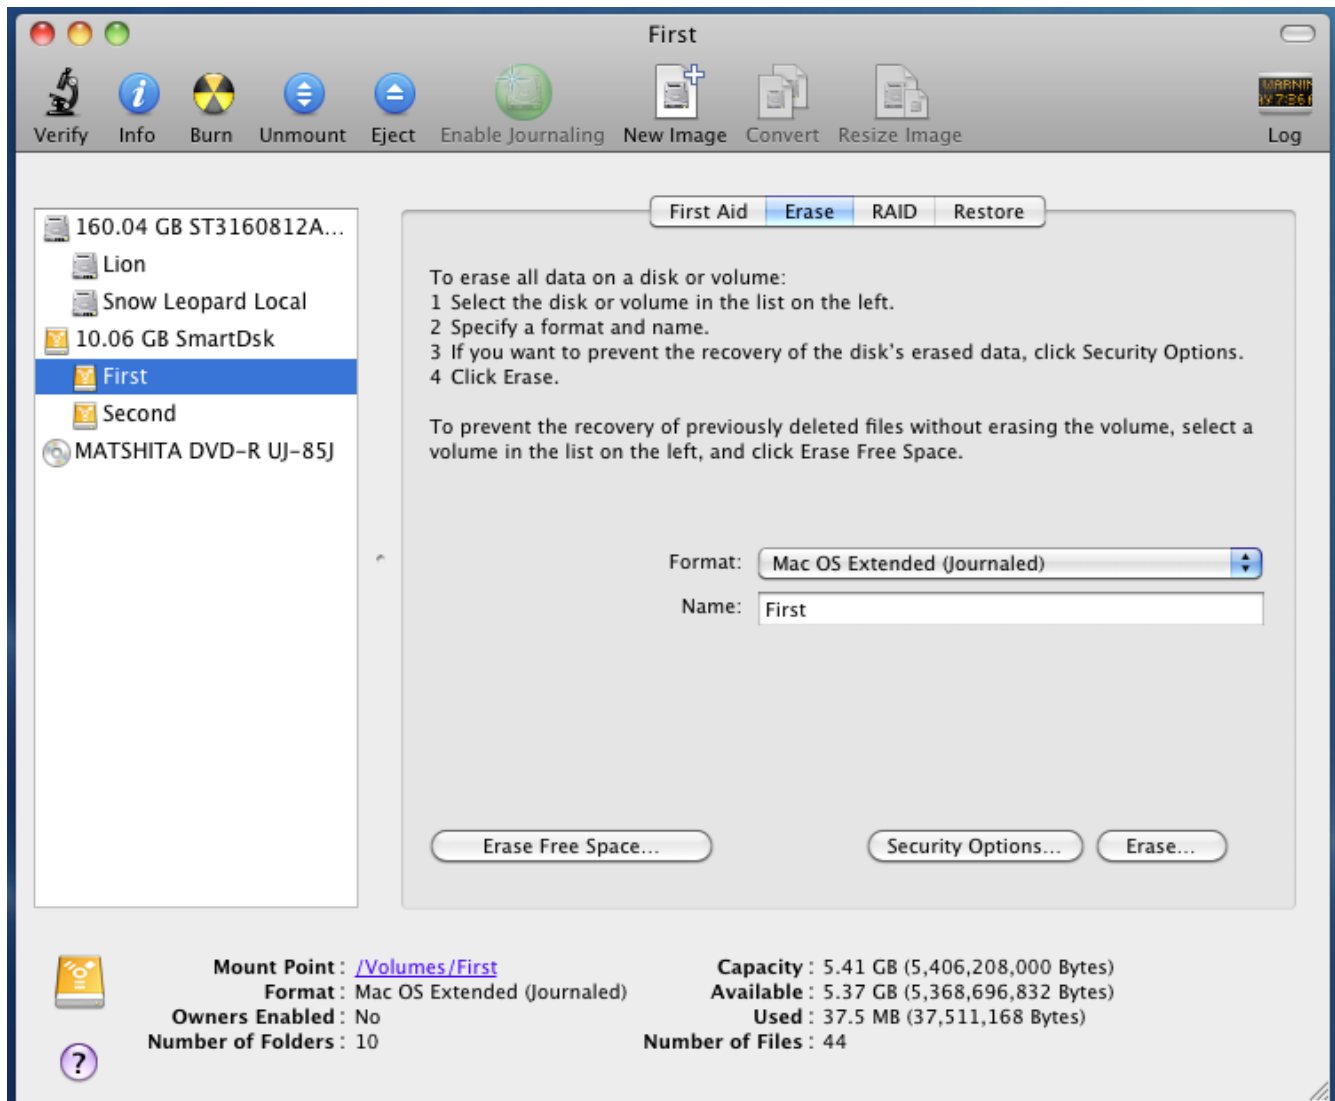 First
Verify Info Burn Unmount Eject Enable Journaling New Image Convert Resize Image Log
160.04 GB ST3160812A...
Lion
Snow Leopard Local
10.06 GB SmartDsk
First
Second
MATSHITA DVD-R UJ-85J
First Aid Erase RAID Restore
To erase all data on a disk or volume:
1 Select the disk or volume in the list on the left.
2 Specify a format and name.
3 If you want to prevent the recovery of the disk's erased data, click Security Options.
4 Click Erase.
To prevent the recovery of previously deleted files without erasing the volume, select a
volume in the list on the left, and click Erase Free Space.
Format: Mac OS Extended (Journaled)
Name: First
Erase Free Space... Security Options... Erase...
Mount Point : /Volumes/First
Format : Mac OS Extended (Journaled)
Owners Enabled : No
Number of Folders : 10
Capacity : 5.41 GB (5,406,208,000 Bytes)
Available : 5.37 GB (5,368,696,832 Bytes)
Used : 37.5 MB (37,511,168 Bytes)
Number of Files : 44
?